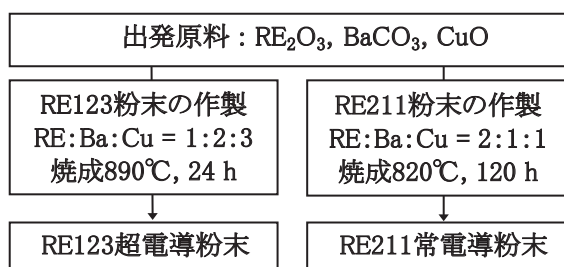 出発原料：RE₂O₃, BaCO₃, CuO
RE123粉末の作製
RE:Ba:Cu = 1:2:3
焼成890℃, 24 h
RE211粉末の作製
RE:Ba:Cu = 2:1:1
焼成820℃, 120 h
RE123超電導粉末
RE211常電導粉末